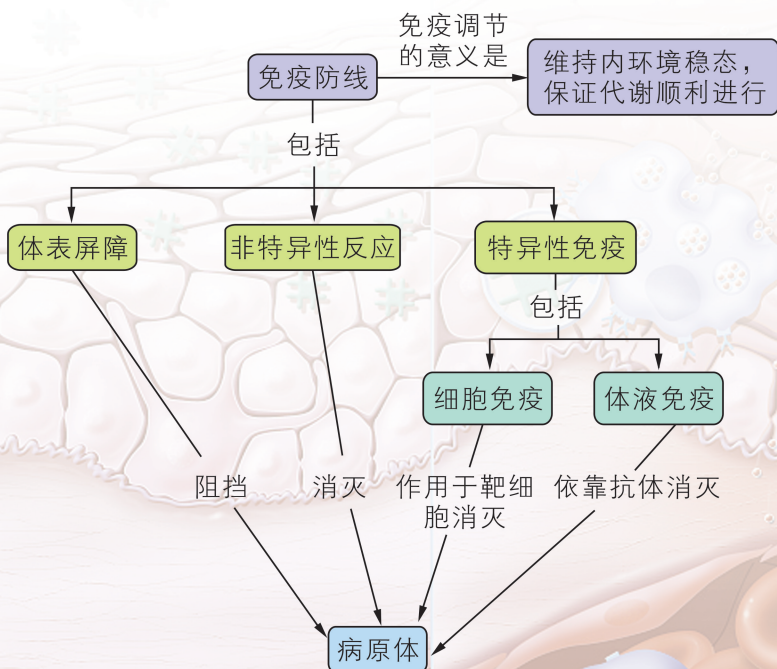 免疫调节
的意义是
免疫防线
维持内环境稳态，
保证代谢顺利进行
包括
体表屏障
非特异性反应
特异性免疫
包括
细胞免疫
体液免疫
阻挡
消灭
作用于靶细
胞消灭
依靠抗体消灭
病原体